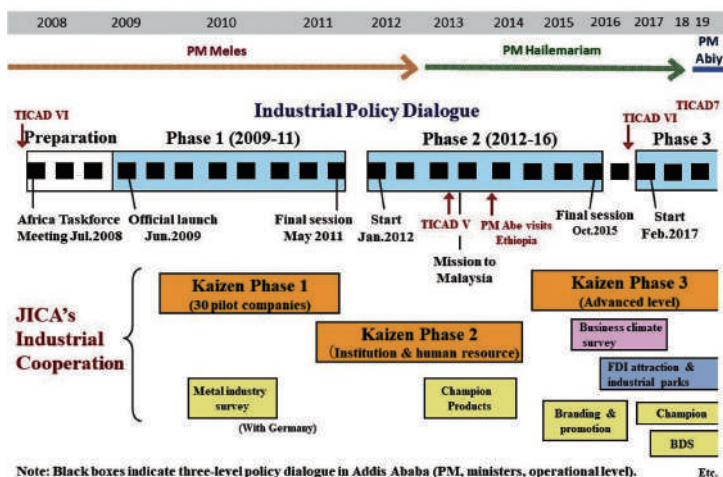 2008 2009 2010 2011 2012 2013 2014 2015 2016 2017 18 19
PM Meles
PM Hailemariam
PM
Abiy
TICAD VI
Industrial Policy Dialogue
TICAD VI
TICAD7
Preparation
Phase 1 (2009-11)
Phase 2 (2012-16)
Phase 3
Africa Taskforce
Meeting Jul.2008
Official launch
Jun.2009
Final session
May 2011
Start
Jan.2012
TICAD V
Mission to
Malaysia
PM Abe visits
Ethiopia
Final session
Oct.2015
Start
Feb.2017
JICA's
Industrial
Cooperation
Kaizen Phase 1
(30 pilot companies)
Kaizen Phase 2
(Institution & human resource)
Kaizen Phase 3
(Advanced level)
Business climate
survey
FDI attraction &
industrial parks
Metal industry
survey
(With Germany)
Champion
Products
Branding &
promotion
Champion
BDS
Note: Black boxes indicate three-level policy dialogue in Addis Ababa (PM, ministers, operational level).
Etc.